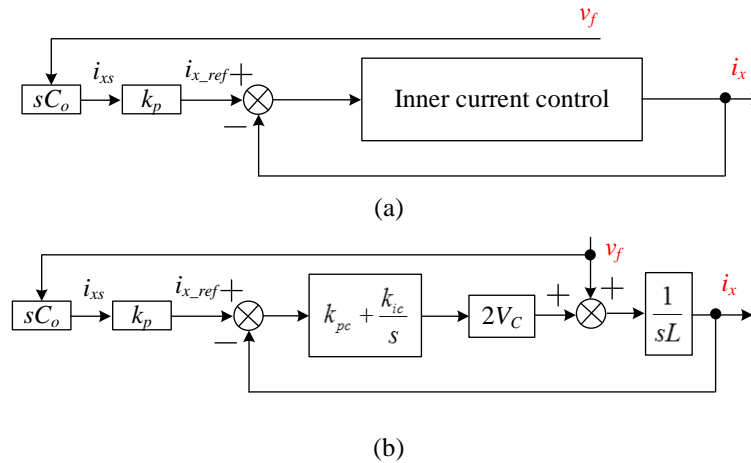 v_f
i_xs
i_x_ref
+
i_x
sC_o
k_p
Inner current control
−
(a)
v_f
i_xs
i_x_ref
+
+
+
i_x
sC_o
k_p
k_pc + k_ic/s
2V_C
1/sL
−
(b)